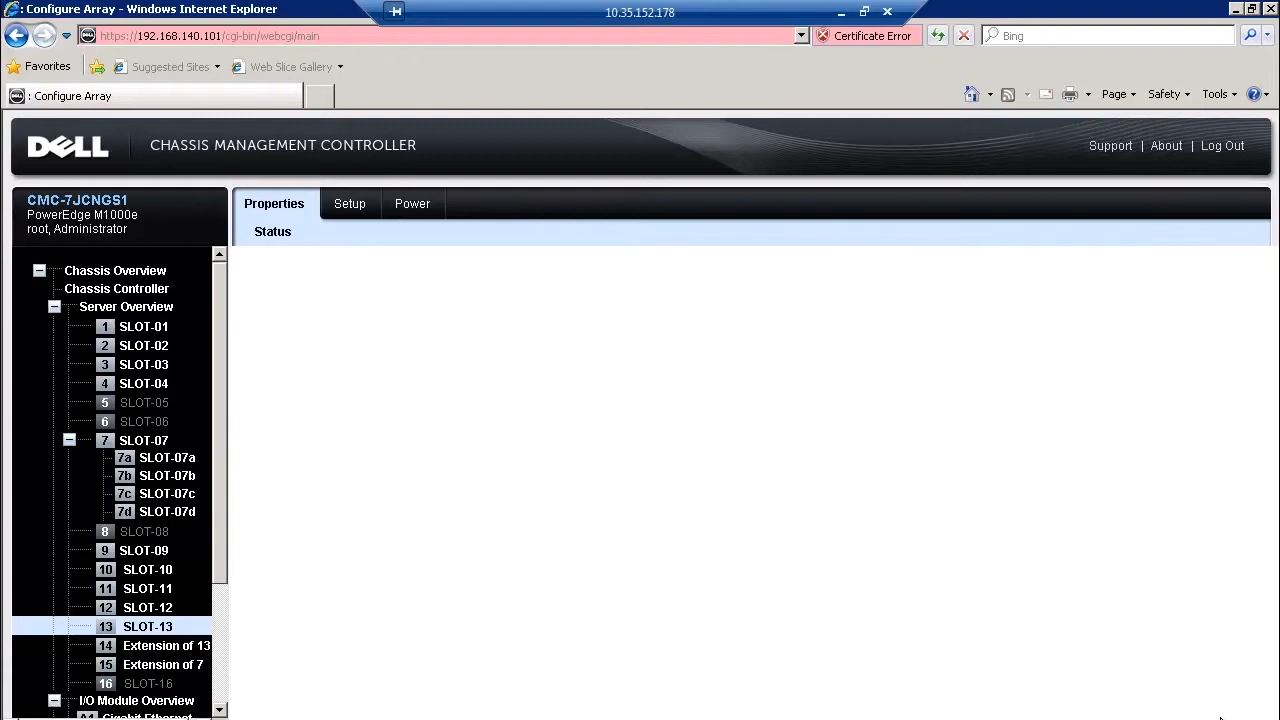 : Configure Array - Windows Internet Explorer
10.35.152.178
https://192.168.140.101/cgi-bin/webcgi/main
Certificate Error
Bing
Favorites
Suggested Sites
Web Slice Gallery
: Configure Array
Page
Safety
Tools
DELL
CHASSIS MANAGEMENT CONTROLLER
Support | About | Log Out
CMC-7JCNGS1
PowerEdge M1000e
root, Administrator
Properties
Setup
Power
Status
Chassis Overview
Chassis Controller
Server Overview
1 SLOT-01
2 SLOT-02
3 SLOT-03
4 SLOT-04
5 SLOT-05
6 SLOT-06
7 SLOT-07
7a SLOT-07a
7b SLOT-07b
7c SLOT-07c
7d SLOT-07d
8 SLOT-08
9 SLOT-09
10 SLOT-10
11 SLOT-11
12 SLOT-12
13 SLOT-13
14 Extension of 13
15 Extension of 7
16 SLOT-16
I/O Module Overview
A1 Gigabit Ethernet